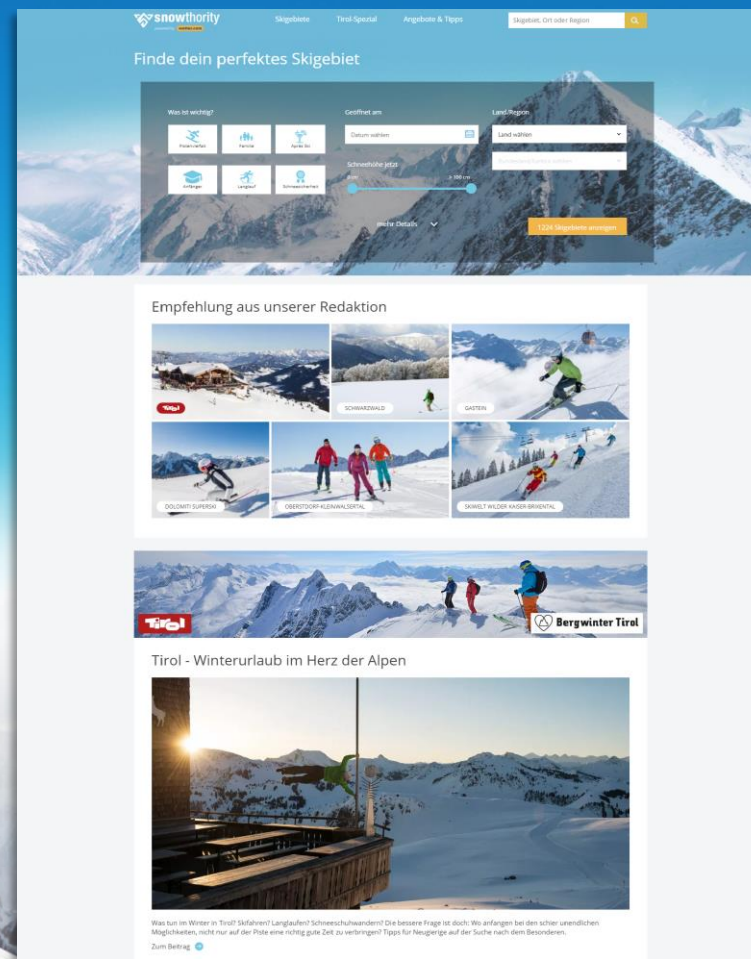 snowthority
Skigebiete
Tirol-Spezial
Angebote & Tipps
Skigebiet, Ort oder Region
Finde dein perfektes Skigebiet
Was ist wichtig?
Familie
Après Ski
Anfänger
Langlauf
Schneesicherheit
Geöffnet am:
Datum wählen
Schneehöhe jetzt
mehr Details
Land/Region
Land wählen
1224 Skigebiete anzeigen
Empfehlung aus unserer Redaktion
Tirol
SCHWARZWALD
GASTEIN
DOLOMITI SUPERSKI
OBERSTDORF-KLEINWALSERTAL
SKIWELT WILDER KAISER-BRIXENTAL
Tirol
Bergwinter Tirol
Tirol - Winterurlaub im Herz der Alpen
Was tun im Winter in Tirol? Skifahren? Langlaufen? Schneeschuhwandern? Die bessere Frage ist doch: Wo anfangen bei den schier unendlichen
Möglichkeiten, nicht nur auf der Piste eine richtig gute Zeit zu verbringen? Tipps für Neugierige auf der Suche nach dem Besonderen.
Zum Beitrag